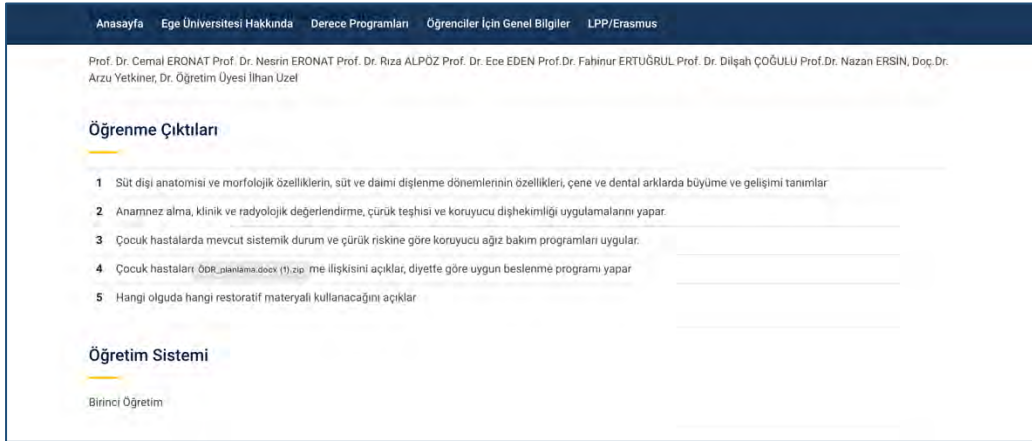 Anasayfa Ege Üniversitesi Hakkında Derece Programları Öğrenciler İçin Genel Bilgiler LPP/Erasmus
Prof. Dr. Cemal ERONAT Prof. Dr. Nesrin ERONAT Prof. Dr. Rıza ALPÖZ Prof. Dr. Ece EDEN Prof.Dr. Fahinur ERTUĞRUL Prof. Dr. Dilşah ÇOĞULU Prof.Dr. Nazan ERSİN, Doç.Dr.
Arzu Yetkiner, Dr. Öğretim Üyesi İlhan Uzel
Öğrenme Çıktıları
1 Süt dişi anatomisi ve morfolojik özelliklerin, süt ve daimi dişlenme dönemlerinin özellikleri, çene ve dental arklarda büyüme ve gelişimi tanımlar
2 Anamnez alma, klinik ve radyolojik değerlendirme, çürük teşhisi ve koruyucu dişhekimliği uygulamalarını yapar.
3 Çocuk hastalarda mevcut sistemik durum ve çürük riskine göre koruyucu ağız bakım programları uygular.
4 Çocuk hastaları ÖDR_planlama.docx (1).zip me ilişkisini açıklar, diyette göre uygun beslenme programı yapar
5 Hangi olguda hangi restoratif materyali kullanacağını açıklar
Öğretim Sistemi
Birinci Öğretim